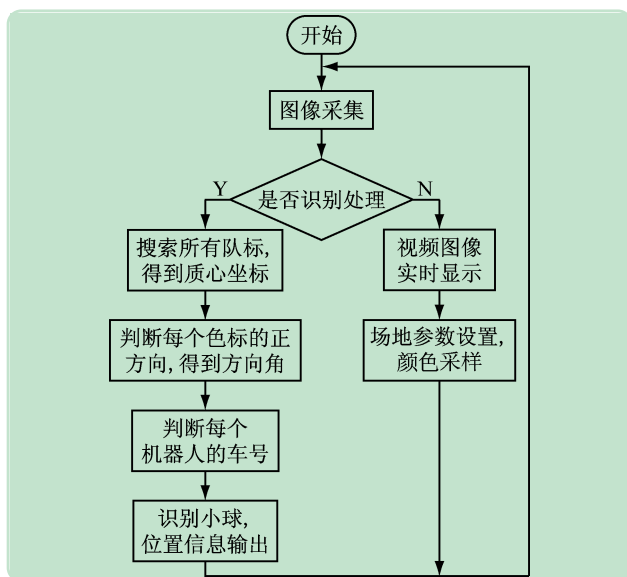 开始
图像采集
是否识别处理
Y
N
搜索所有队标,
得到质心坐标
判断每个色标的正
方向,得到方向角
判断每个
机器人的车号
识别小球,
位置信息输出
视频图像
实时显示
场地参数设置,
颜色采样